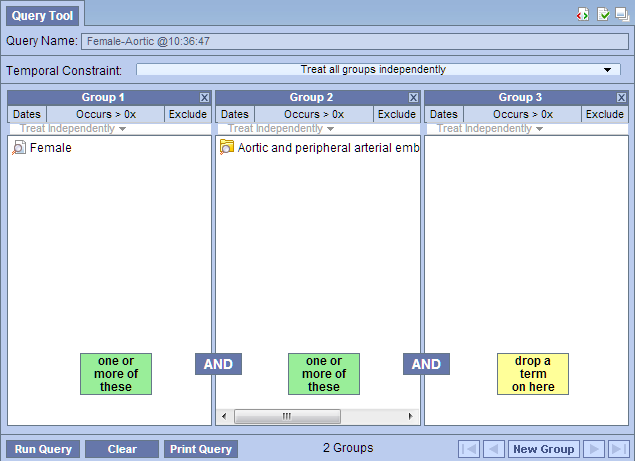 Query Tool
Query Name: Female-Aortic @10:36:47
Temporal Constraint: Treat all groups independently
Group 1 Group 2 Group 3
Dates Occurs > 0x Exclude Dates Occurs > 0x Exclude Dates Occurs > 0x Exclude
Treat Independently Treat Independently Treat Independently
Female Aortic and peripheral arterial emb
one or
more of
these
AND
one or
more of
these
AND
drop a
term
on here
Run Query Clear Print Query 2 Groups New Group